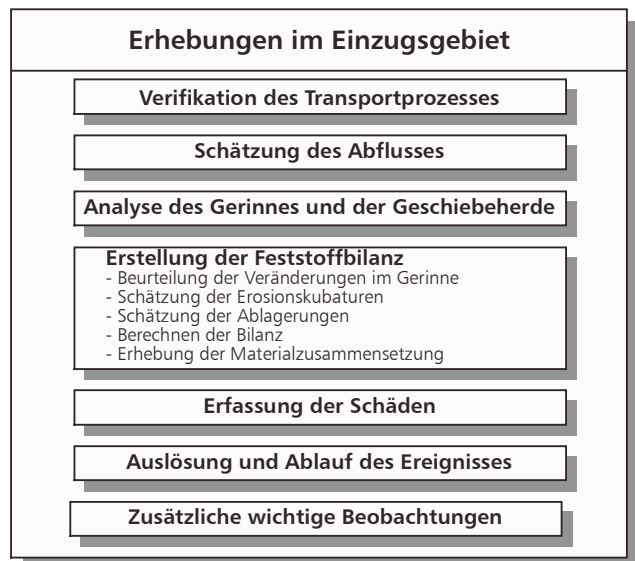 Erhebungen im Einzugsgebiet
Verifikation des Transportprozesses
Schätzung des Abflusses
Analyse des Gerinnes und der Geschiebeherde
Erstellung der Feststoffbilanz
- Beurteilung der Veränderungen im Gerinne
- Schätzung der Erosionskubaturen
- Schätzung der Ablagerungen
- Berechnen der Bilanz
- Erhebung der Materialzusammensetzung
Erfassung der Schäden
Auslösung und Ablauf des Ereignisses
Zusätzliche wichtige Beobachtungen